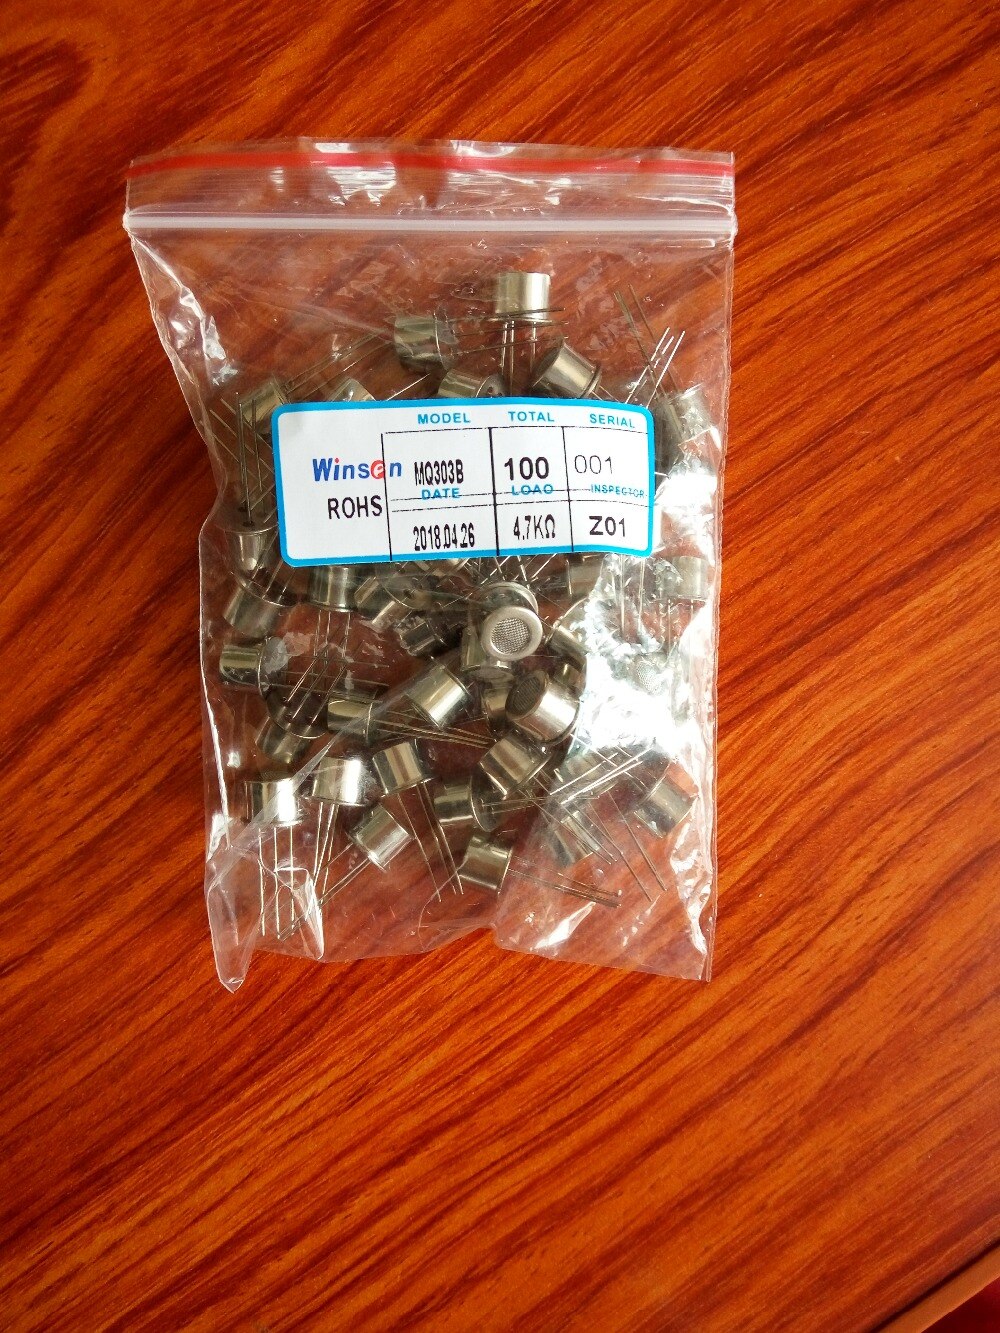 MODEL TOTAL SERIAL
Winsen MQ303B 100 001
DATE LOAD INSPECTOR
ROHS 2018.04.26 4.7KΩ Z01